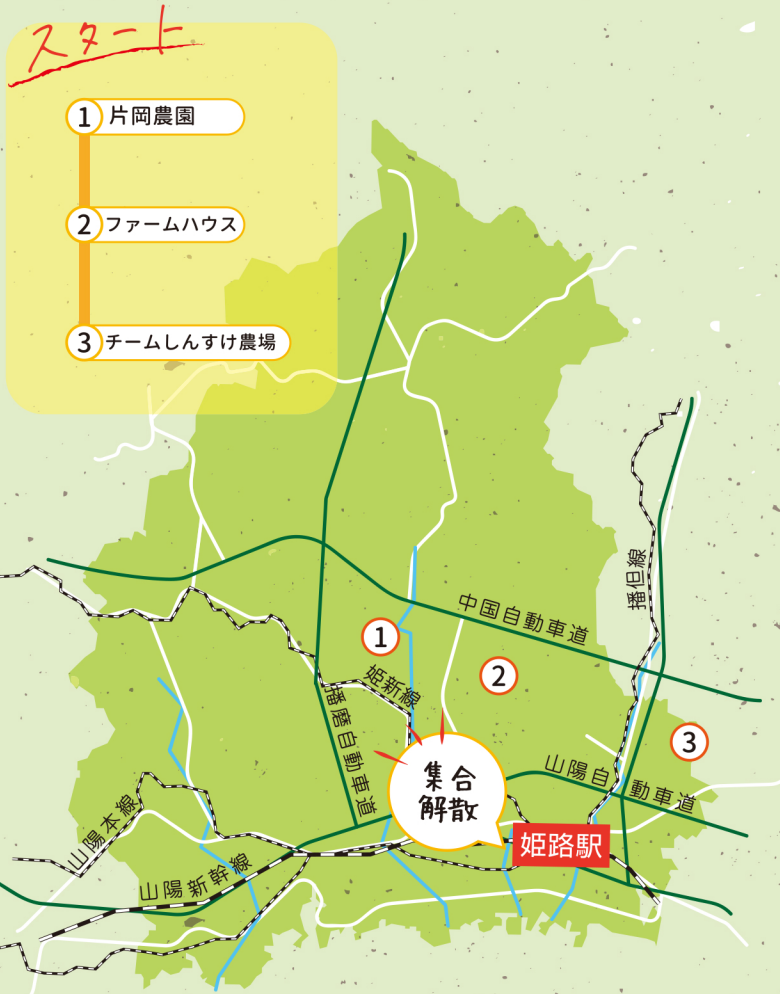 スタート
1 片岡農園
2 ファームハウス
3 チームしんすけ農場
播但線
中国自動車道
1
2
姫新線
播磨自動車道
3
集合
解散
山陽自動車道
山陽本線
姫路駅
山陽新幹線